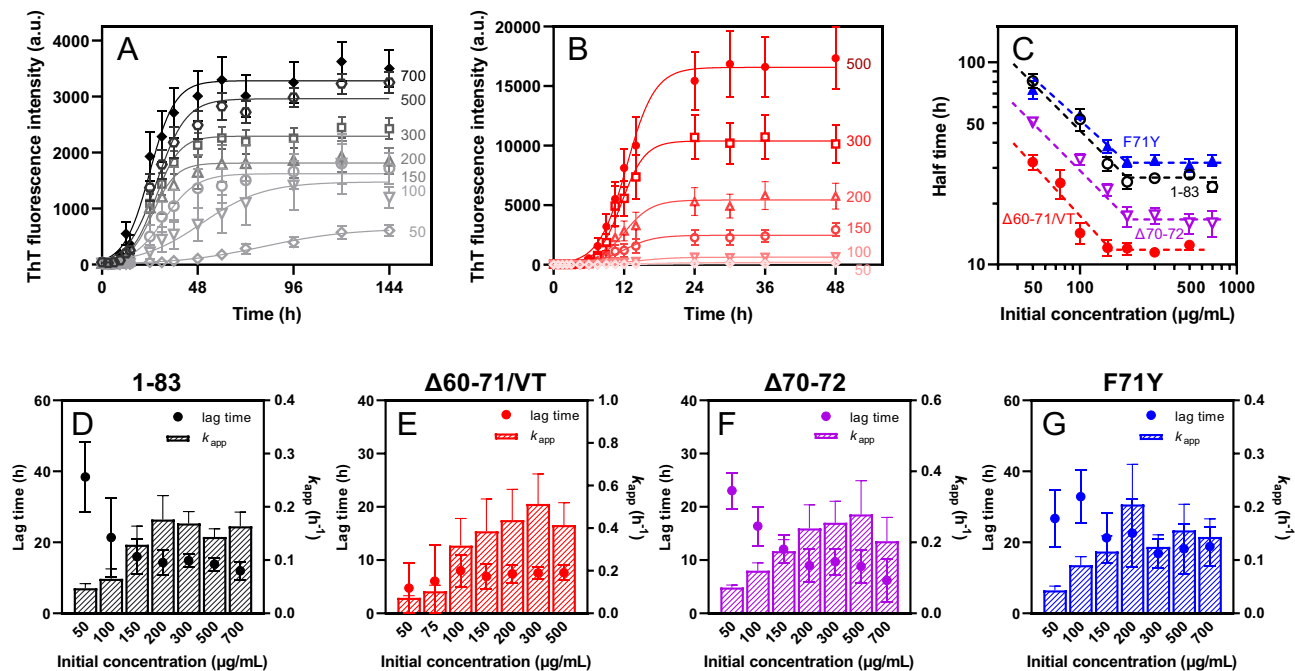 A
ThT fluorescence intensity (a.u.)
4000
3000
2000
1000
0
700
500
300
200
150
100
50
0
48
96
144
Time (h)
B
ThT fluorescence intensity (a.u.)
20000
15000
10000
5000
0
500
300
200
150
100
50
0
12
24
36
48
Time (h)
C
Half time (h)
100
50
10
F71Y
1-83
Δ70-72
Δ60-71/VT
50
100
500
1000
Initial concentration (µg/mL)
1-83
D
lag time
k app
Lag time (h)
60
40
20
0
k app (h-1)
0.4
0.3
0.2
0.1
0.0
50
100
150
200
300
500
700
Initial concentration (µg/mL)
Δ60-71/VT
E
lag time
k app
Lag time (h)
40
30
20
10
0
k app (h-1)
1.0
0.8
0.6
0.4
0.2
0.0
50
75
100
150
200
300
500
Initial concentration (µg/mL)
Δ70-72
F
lag time
k app
Lag time (h)
40
30
20
10
0
k app (h-1)
0.6
0.4
0.2
0.0
50
100
150
200
300
500
700
Initial concentration (µg/mL)
F71Y
G
lag time
k app
Lag time (h)
60
40
20
0
k app (h-1)
0.4
0.3
0.2
0.1
0.0
50
100
150
200
300
500
700
Initial concentration (µg/mL)